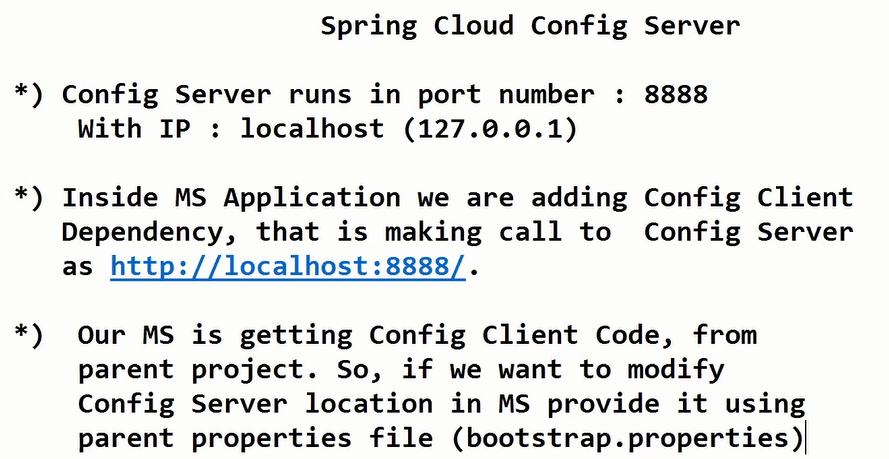 Spring Cloud Config Server
*) Config Server runs in port number : 8888
With IP : localhost (127.0.0.1)
*) Inside MS Application we are adding Config Client
Dependency, that is making call to Config Server
as http://localhost:8888/.
*) Our MS is getting Config Client Code, from
parent project. So, if we want to modify
Config Server location in MS provide it using
parent properties file (bootstrap.properties)